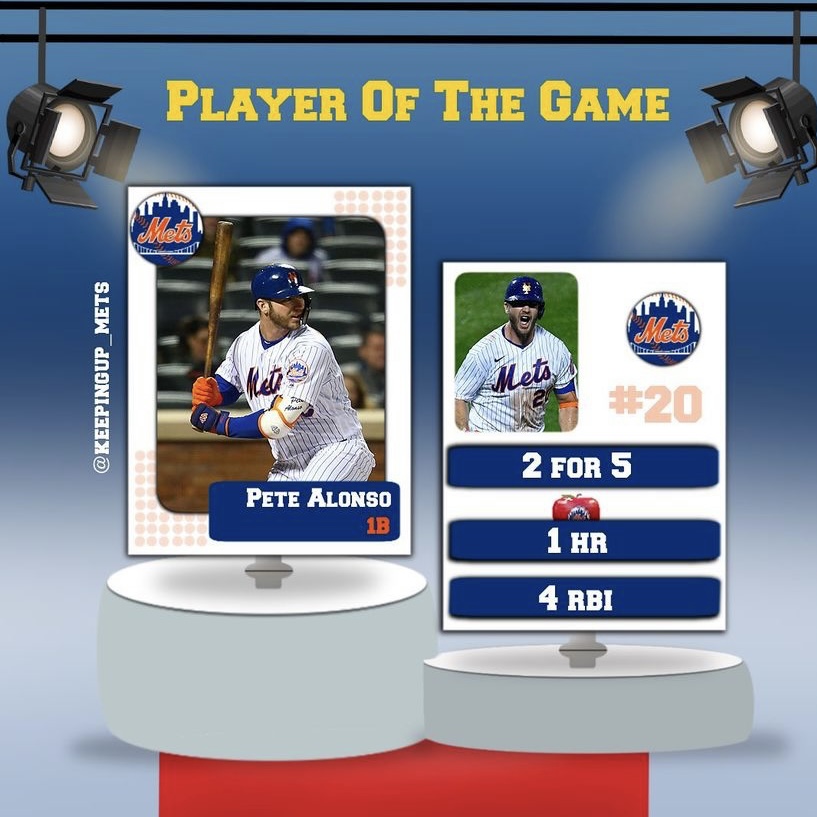 PLAYER OF THE GAME
@KEEPINGUP_METS
Mets
Mets
PETE ALONSO
1B
Mets
Mets
#20
2 FOR 5
1 HR
4 RBI